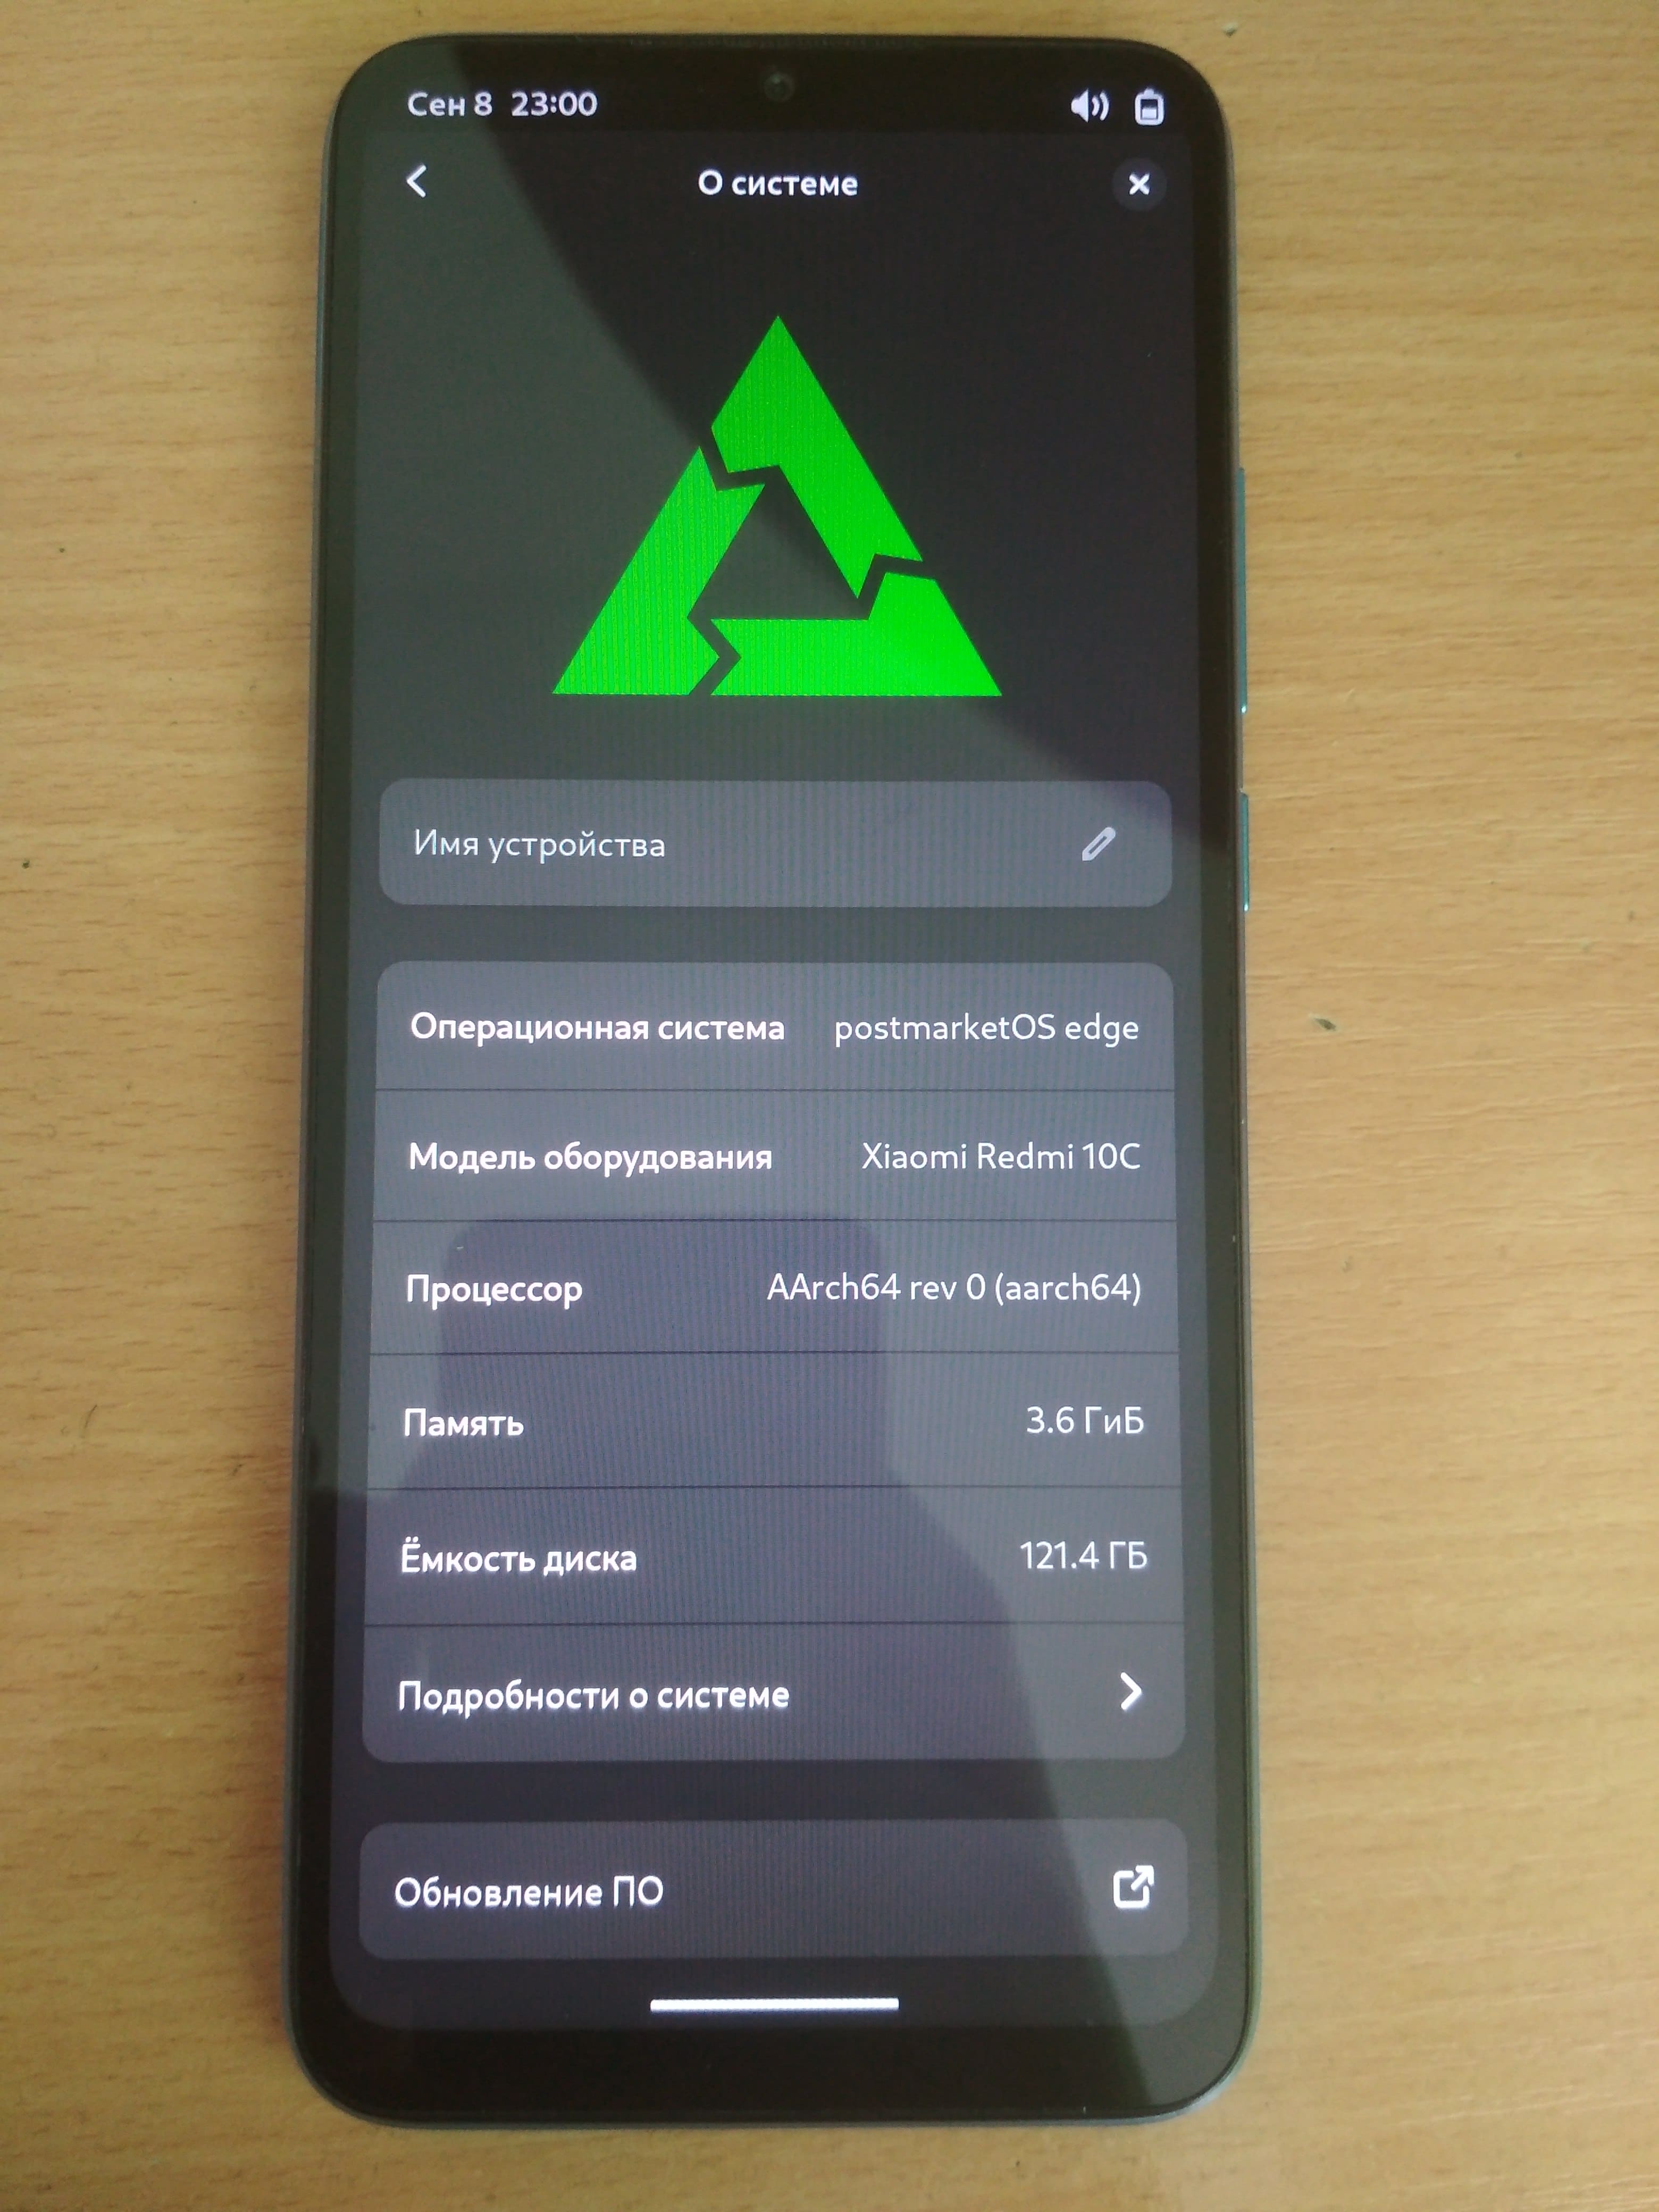 Сен 8 23:00
О системе
Имя устройства
Операционная система postmarketOS edge
Модель оборудования Xiaomi Redmi 10C
Процессор AArch64 rev 0 (aarch64)
Память 3.6 ГиБ
Ёмкость диска 121.4 ГБ
Подробности о системе
Обновление ПО